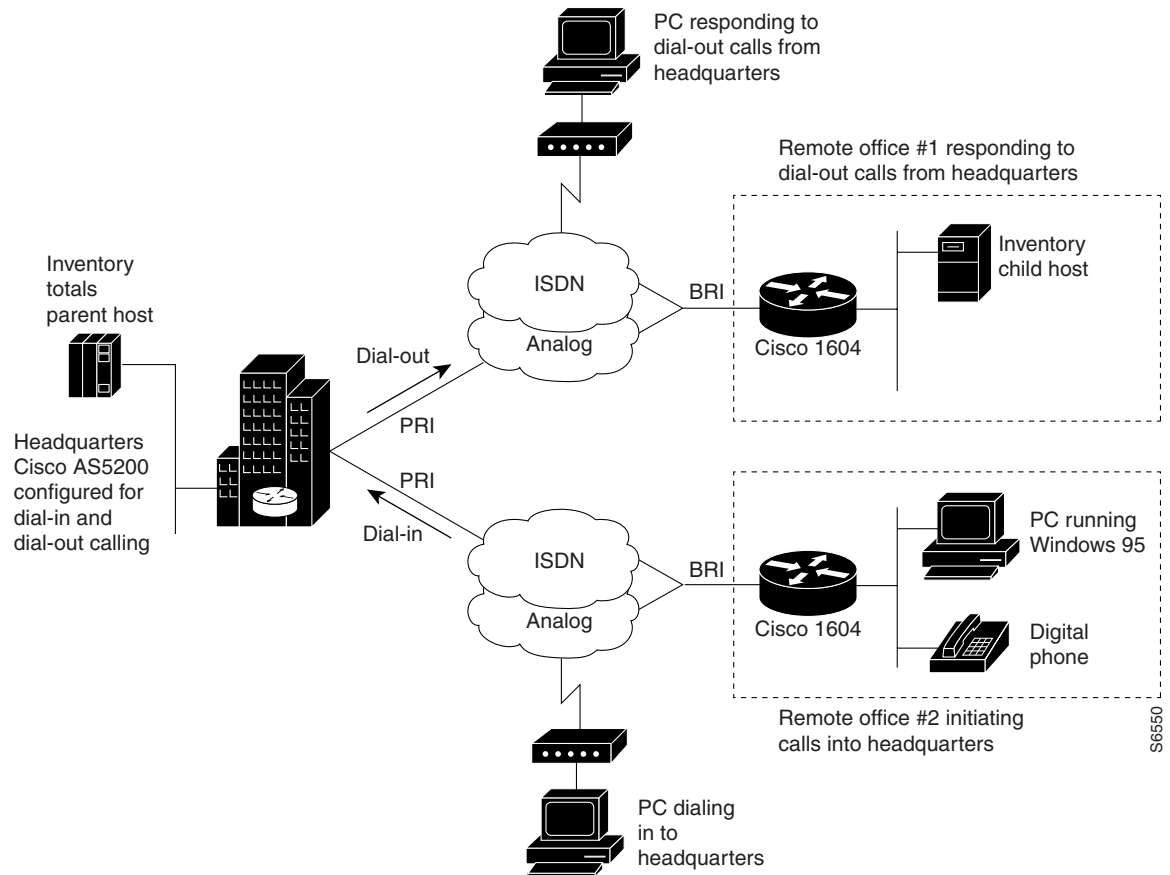 PC responding to
dial-out calls from
headquarters
Remote office #1 responding to
dial-out calls from headquarters
Inventory
totals
parent host
ISDN
Analog
BRI
Cisco 1604
Inventory
child host
Dial-out
PRI
Headquarters
Cisco AS5200
configured for
dial-in and
dial-out calling
PRI
Dial-in
ISDN
Analog
BRI
Cisco 1604
PC running
Windows 95
Digital
phone
Remote office #2 initiating
calls into headquarters
S6550
PC dialing
in to
headquarters